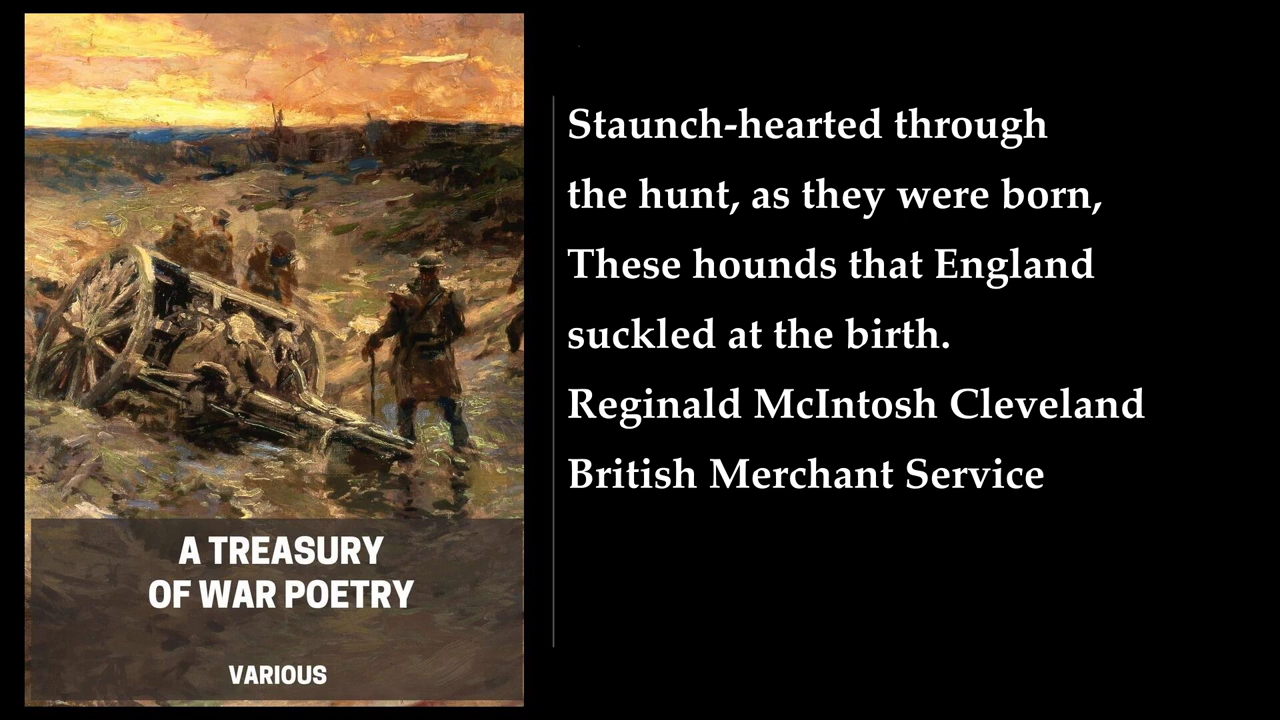 A TREASURY
OF WAR POETRY
VARIOUS
Staunch-hearted through
the hunt, as they were born,
These hounds that England
suckled at the birth.
Reginald McIntosh Cleveland
British Merchant Service